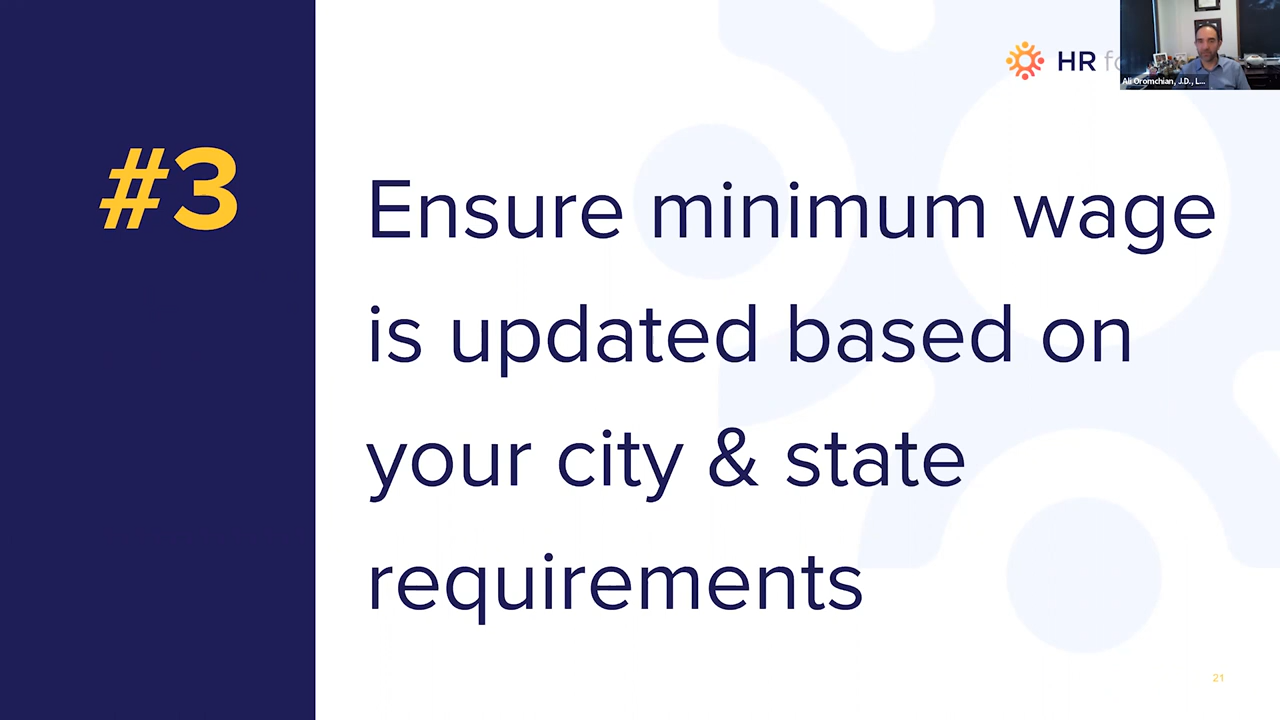 HR
Ali Oromchian, J.D., L...
#3
Ensure minimum wage
is updated based on
your city & state
requirements
21